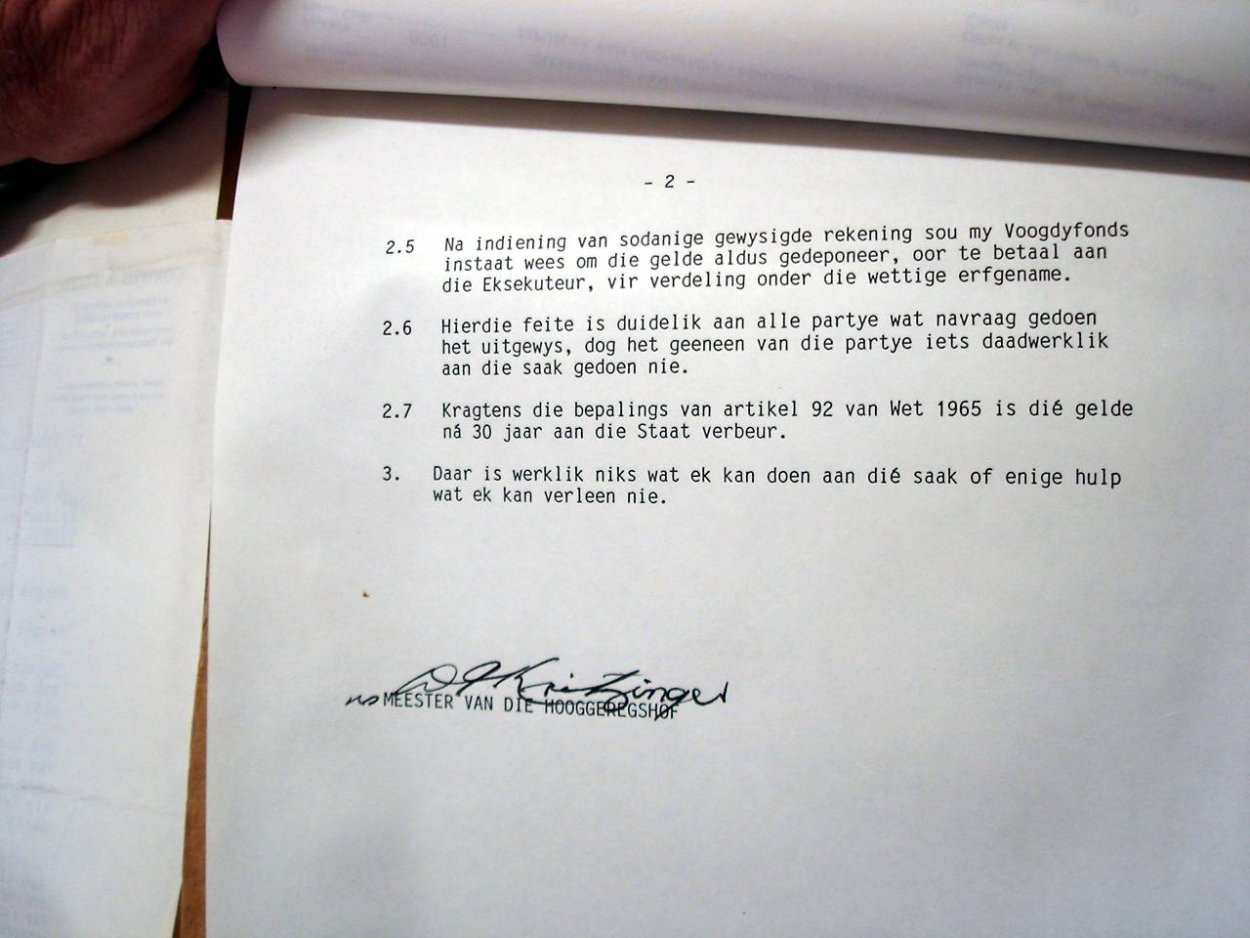 - 2 -
2.5 Na indiening van sodanige gewysigde rekening sou my Voogdyfonds
instaat wees om die gelde aldus gedeponeer, oor te betaal aan
die Eksekuteur, vir verdeling onder die wettige erfgename.
2.6 Hierdie feite is duidelik aan alle partye wat navraag gedoen
het uitgewys, dog het geeneen van die partye iets daadwerklik
aan die saak gedoen nie.
2.7 Kragtens die bepalings van artikel 92 van Wet 1965 is dié gelde
ná 30 jaar aan die Staat verbeur.
3. Daar is werklik niks wat ek kan doen aan dié saak of enige hulp
wat ek kan verleen nie.
Kritzinger
MEESTER VAN DIE HOOGGEREGSHOF